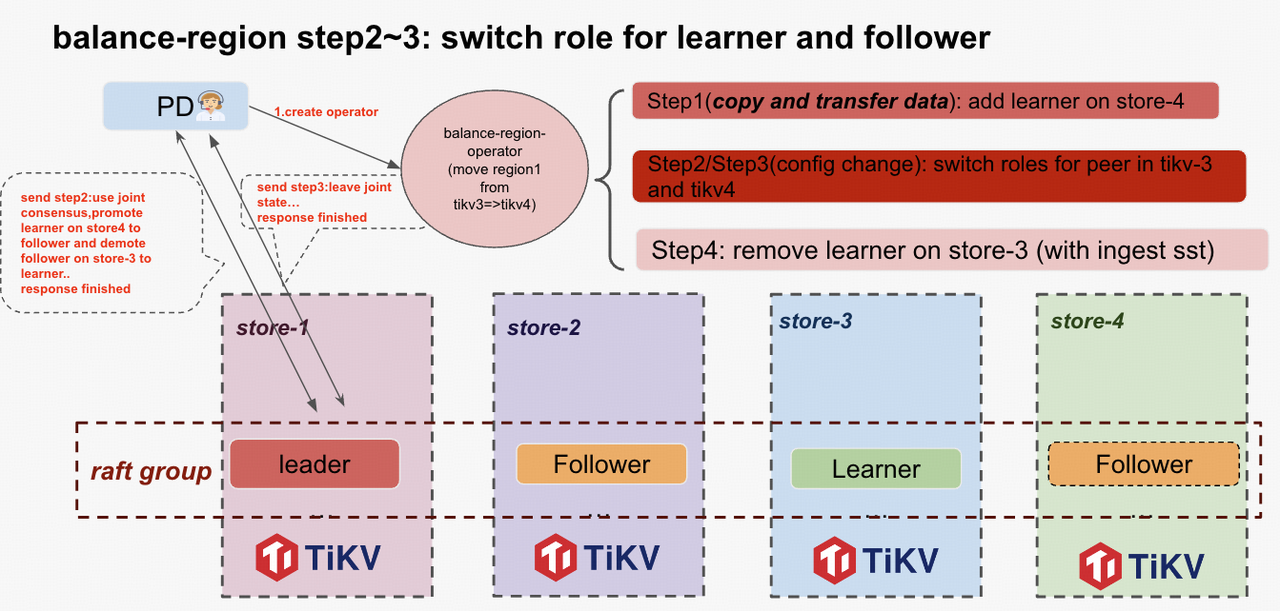 balance-region step2~3: switch role for learner and follower
PD
1.create operator
balance-region-
operator
(move region1
from
tikv3=>tikv4)
Step1(copy and transfer data): add learner on store-4
Step2/Step3(config change): switch roles for peer in tikv-3
and tikv4
Step4: remove learner on store-3 (with ingest sst)
send step2:use joint
consensus,promote
learner on store4 to
follower and demote
follower on store-3 to
learner..
response finished
send step3:leave joint
state…
response finished
store-1
store-2
store-3
store-4
raft group
leader
Follower
Learner
Follower
TiKV
TiKV
TiKV
TiKV